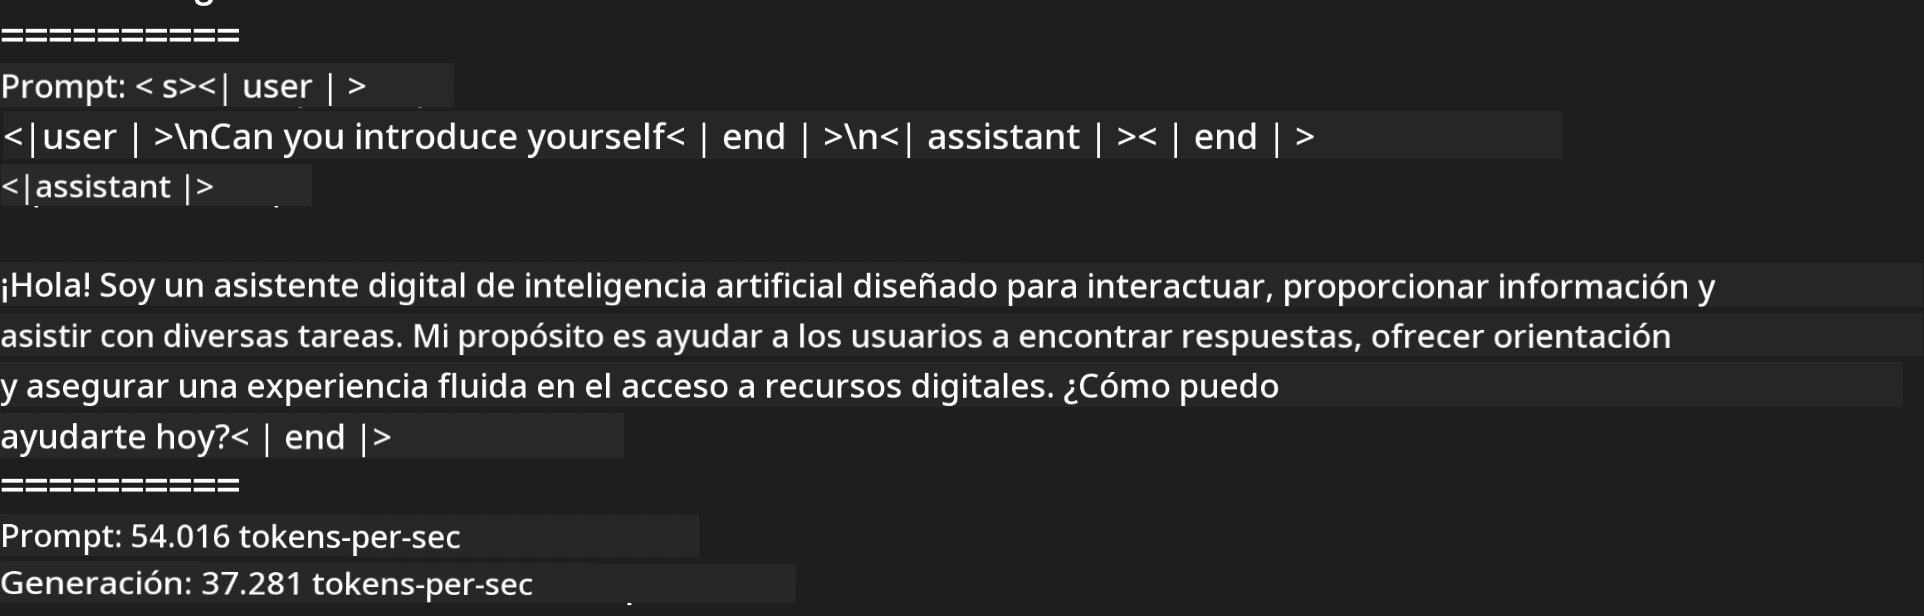 ==========
Prompt: < s><| user | >
<|user | >\nCan you introduce yourself< | end | >\n<| assistant | >< | end | >
<|assistant |>
¡Hola! Soy un asistente digital de inteligencia artificial diseñado para interactuar, proporcionar información y
asistir con diversas tareas. Mi propósito es ayudar a los usuarios a encontrar respuestas, ofrecer orientación
y asegurar una experiencia fluida en el acceso a recursos digitales. ¿Cómo puedo
ayudarte hoy?< | end |>
==========
Prompt: 54.016 tokens-per-sec
Generación: 37.281 tokens-per-sec